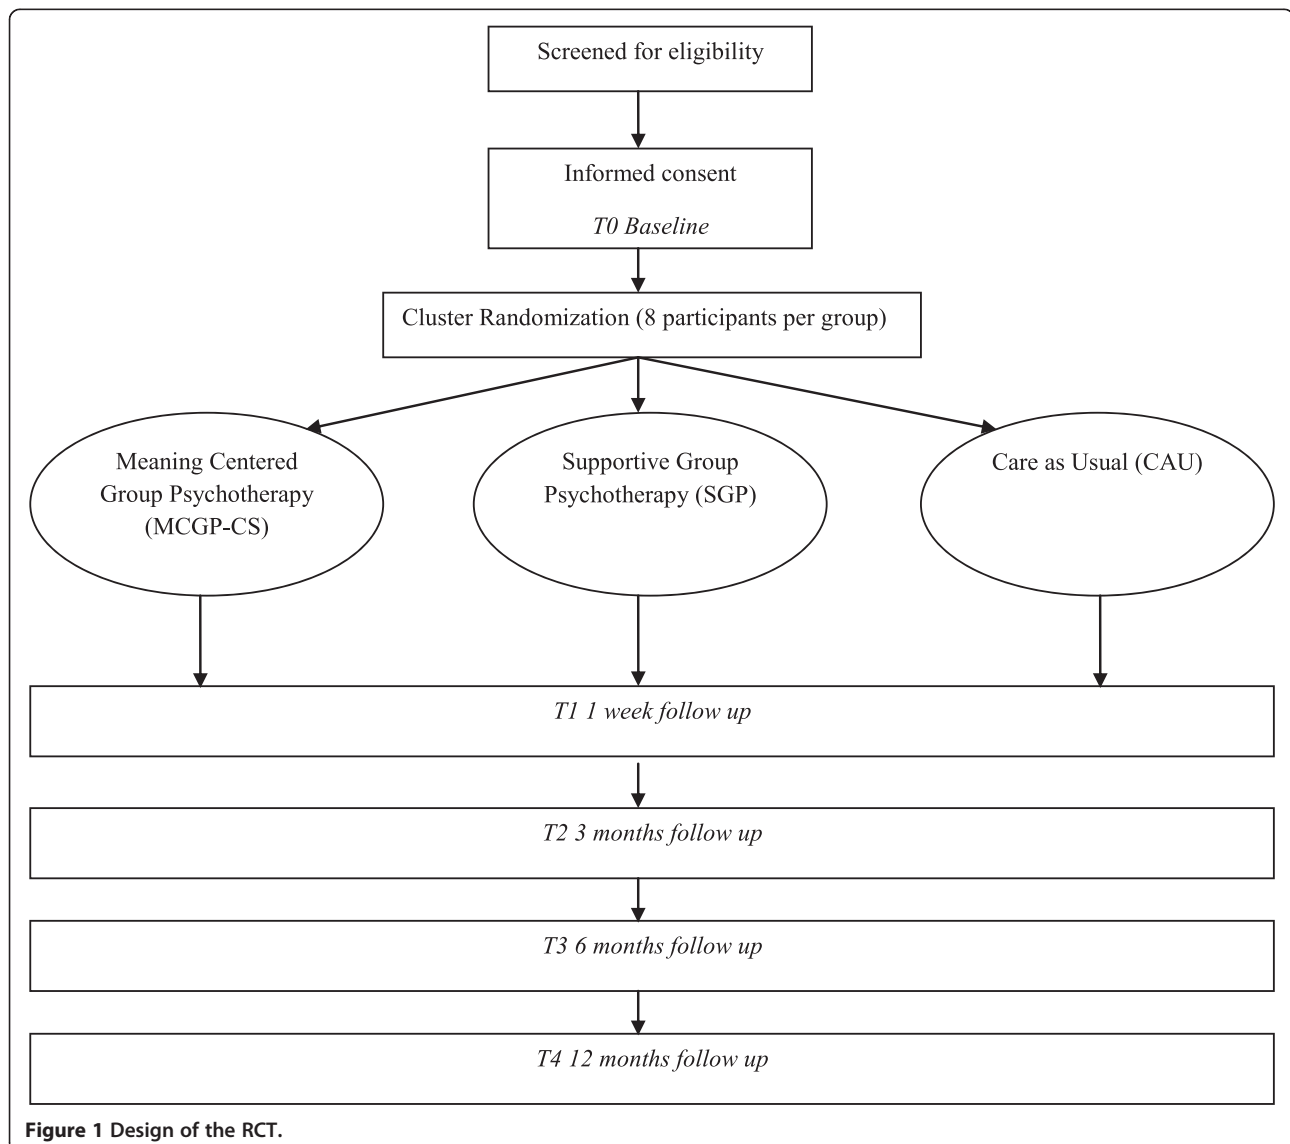 Screened for eligibility
Informed consent
T0 Baseline
Cluster Randomization (8 participants per group)
Meaning Centered
Group Psychotherapy
(MCGP-CS)
Supportive Group
Psychotherapy (SGP)
Care as Usual (CAU)
T1 1 week follow up
T2 3 months follow up
T3 6 months follow up
T4 12 months follow up
Figure 1 Design of the RCT.